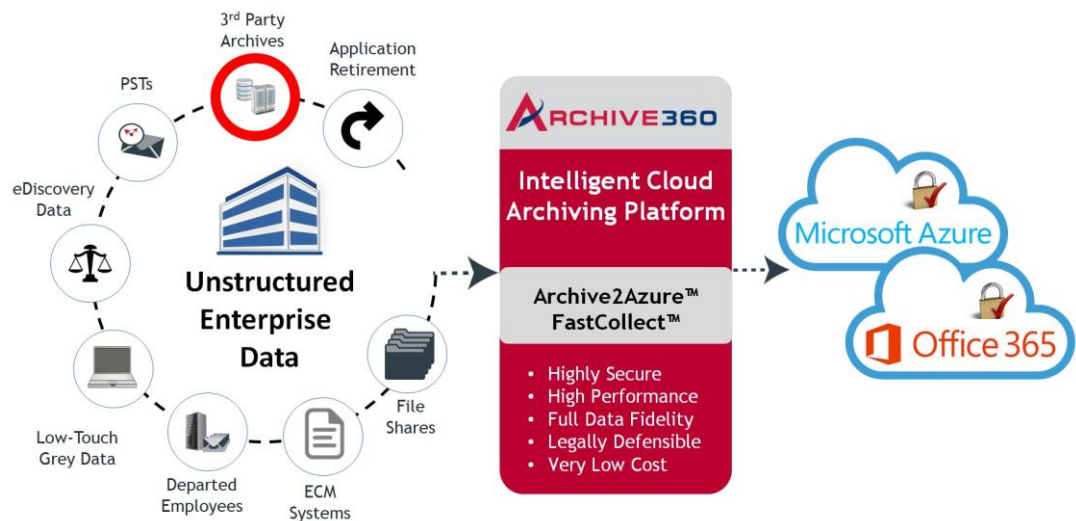 3rd Party
Archives
Application
Retirement
PSTs
eDiscovery
Data
Unstructured
Enterprise
Data
Low-Touch
Grey Data
Departed
Employees
ECM
Systems
File
Shares
ARCHIVE360
Intelligent Cloud
Archiving Platform
Archive2Azure™
FastCollect™
• Highly Secure
• High Performance
• Full Data Fidelity
• Legally Defensible
• Very Low Cost
Microsoft Azure
Office 365